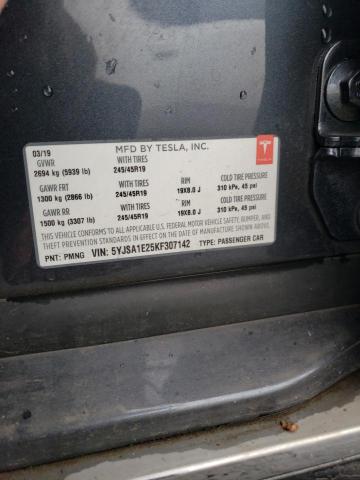 MFD BY TESLA, INC.
03/19
GVWR
2694 kg (5939 lb)
WITH TIRES
245/45R19
GAWR FRT
1300 kg (2866 lb)
WITH TIRES
245/45R19
RIM
19X8.0 J
COLD TIRE PRESSURE
310 kPa, 45 psi
GAWR RR
1500 kg (3307 lb)
WITH TIRES
245/45R19
RIM
19X8.0 J
COLD TIRE PRESSURE
310 kPa, 45 psi
THIS VEHICLE CONFORMS TO ALL APPLICABLE FEDERAL MOTOR VEHICLE SAFETY, BUMPER, AND
THEFT PREVENTION STANDARDS IN EFFECT ON THE DATE OF MANUFACTURE SHOWN ABOVE.
PNT: PMNG VIN: 5YJSA1E25KF307142 TYPE: PASSENGER CAR